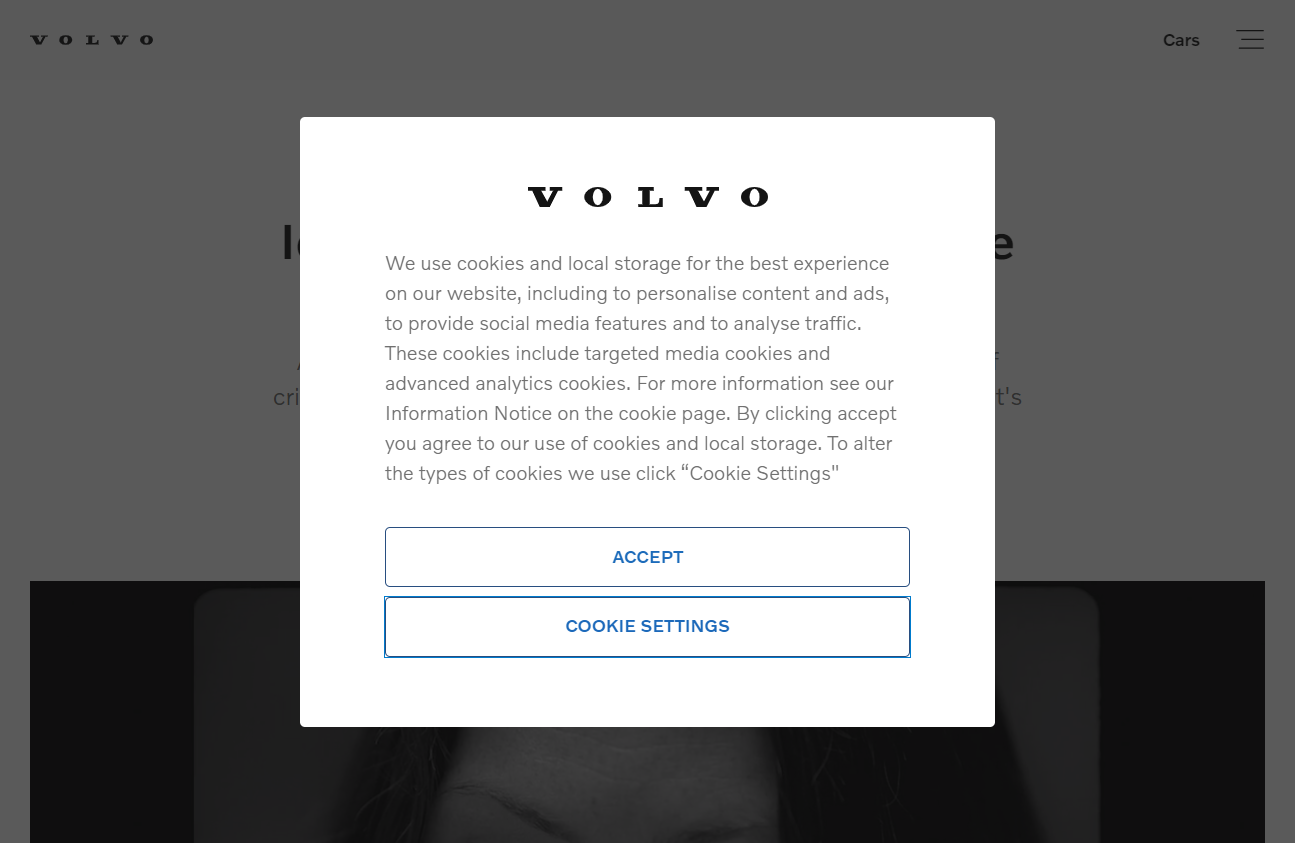 VOLVO
Cars
VOLVO
We use cookies and local storage for the best experience
on our website, including to personalise content and ads,
to provide social media features and to analyse traffic.
These cookies include targeted media cookies and
advanced analytics cookies. For more information see our
Information Notice on the cookie page. By clicking accept
you agree to our use of cookies and local storage. To alter
the types of cookies we use click “Cookie Settings"
ACCEPT
COOKIE SETTINGS